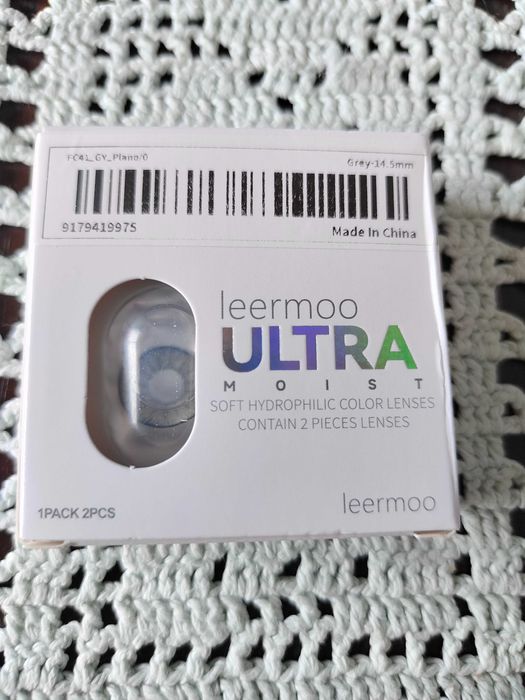 FC41_GY_Plano/0 Grey-14.5mm
9179419975 Made In China
leermoo
ULTRA
MOIST
SOFT HYDROPHILIC COLOR LENSES
CONTAIN 2 PIECES LENSES
1PACK 2PCS leermoo